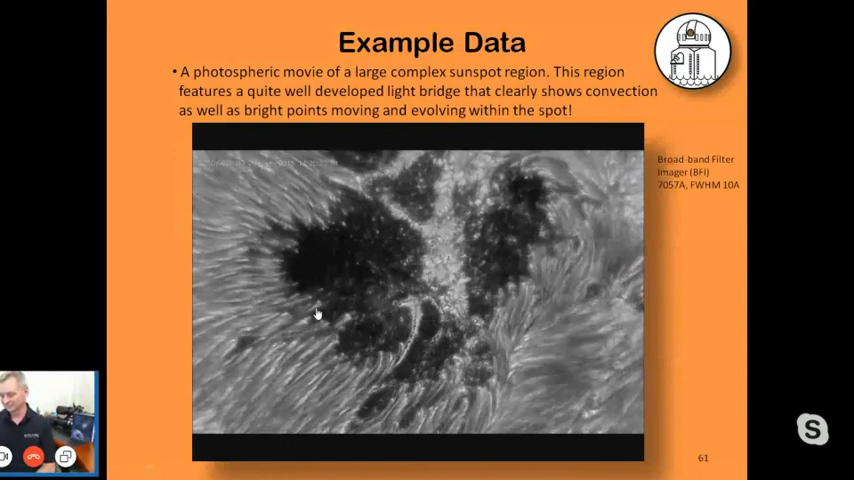 Example Data
• A photospheric movie of a large complex sunspot region. This region
features a quite well developed light bridge that clearly shows convection
as well as bright points moving and evolving within the spot!
Broad-band Filter
Imager (BFI)
7057A, FWHM 10A
61
S